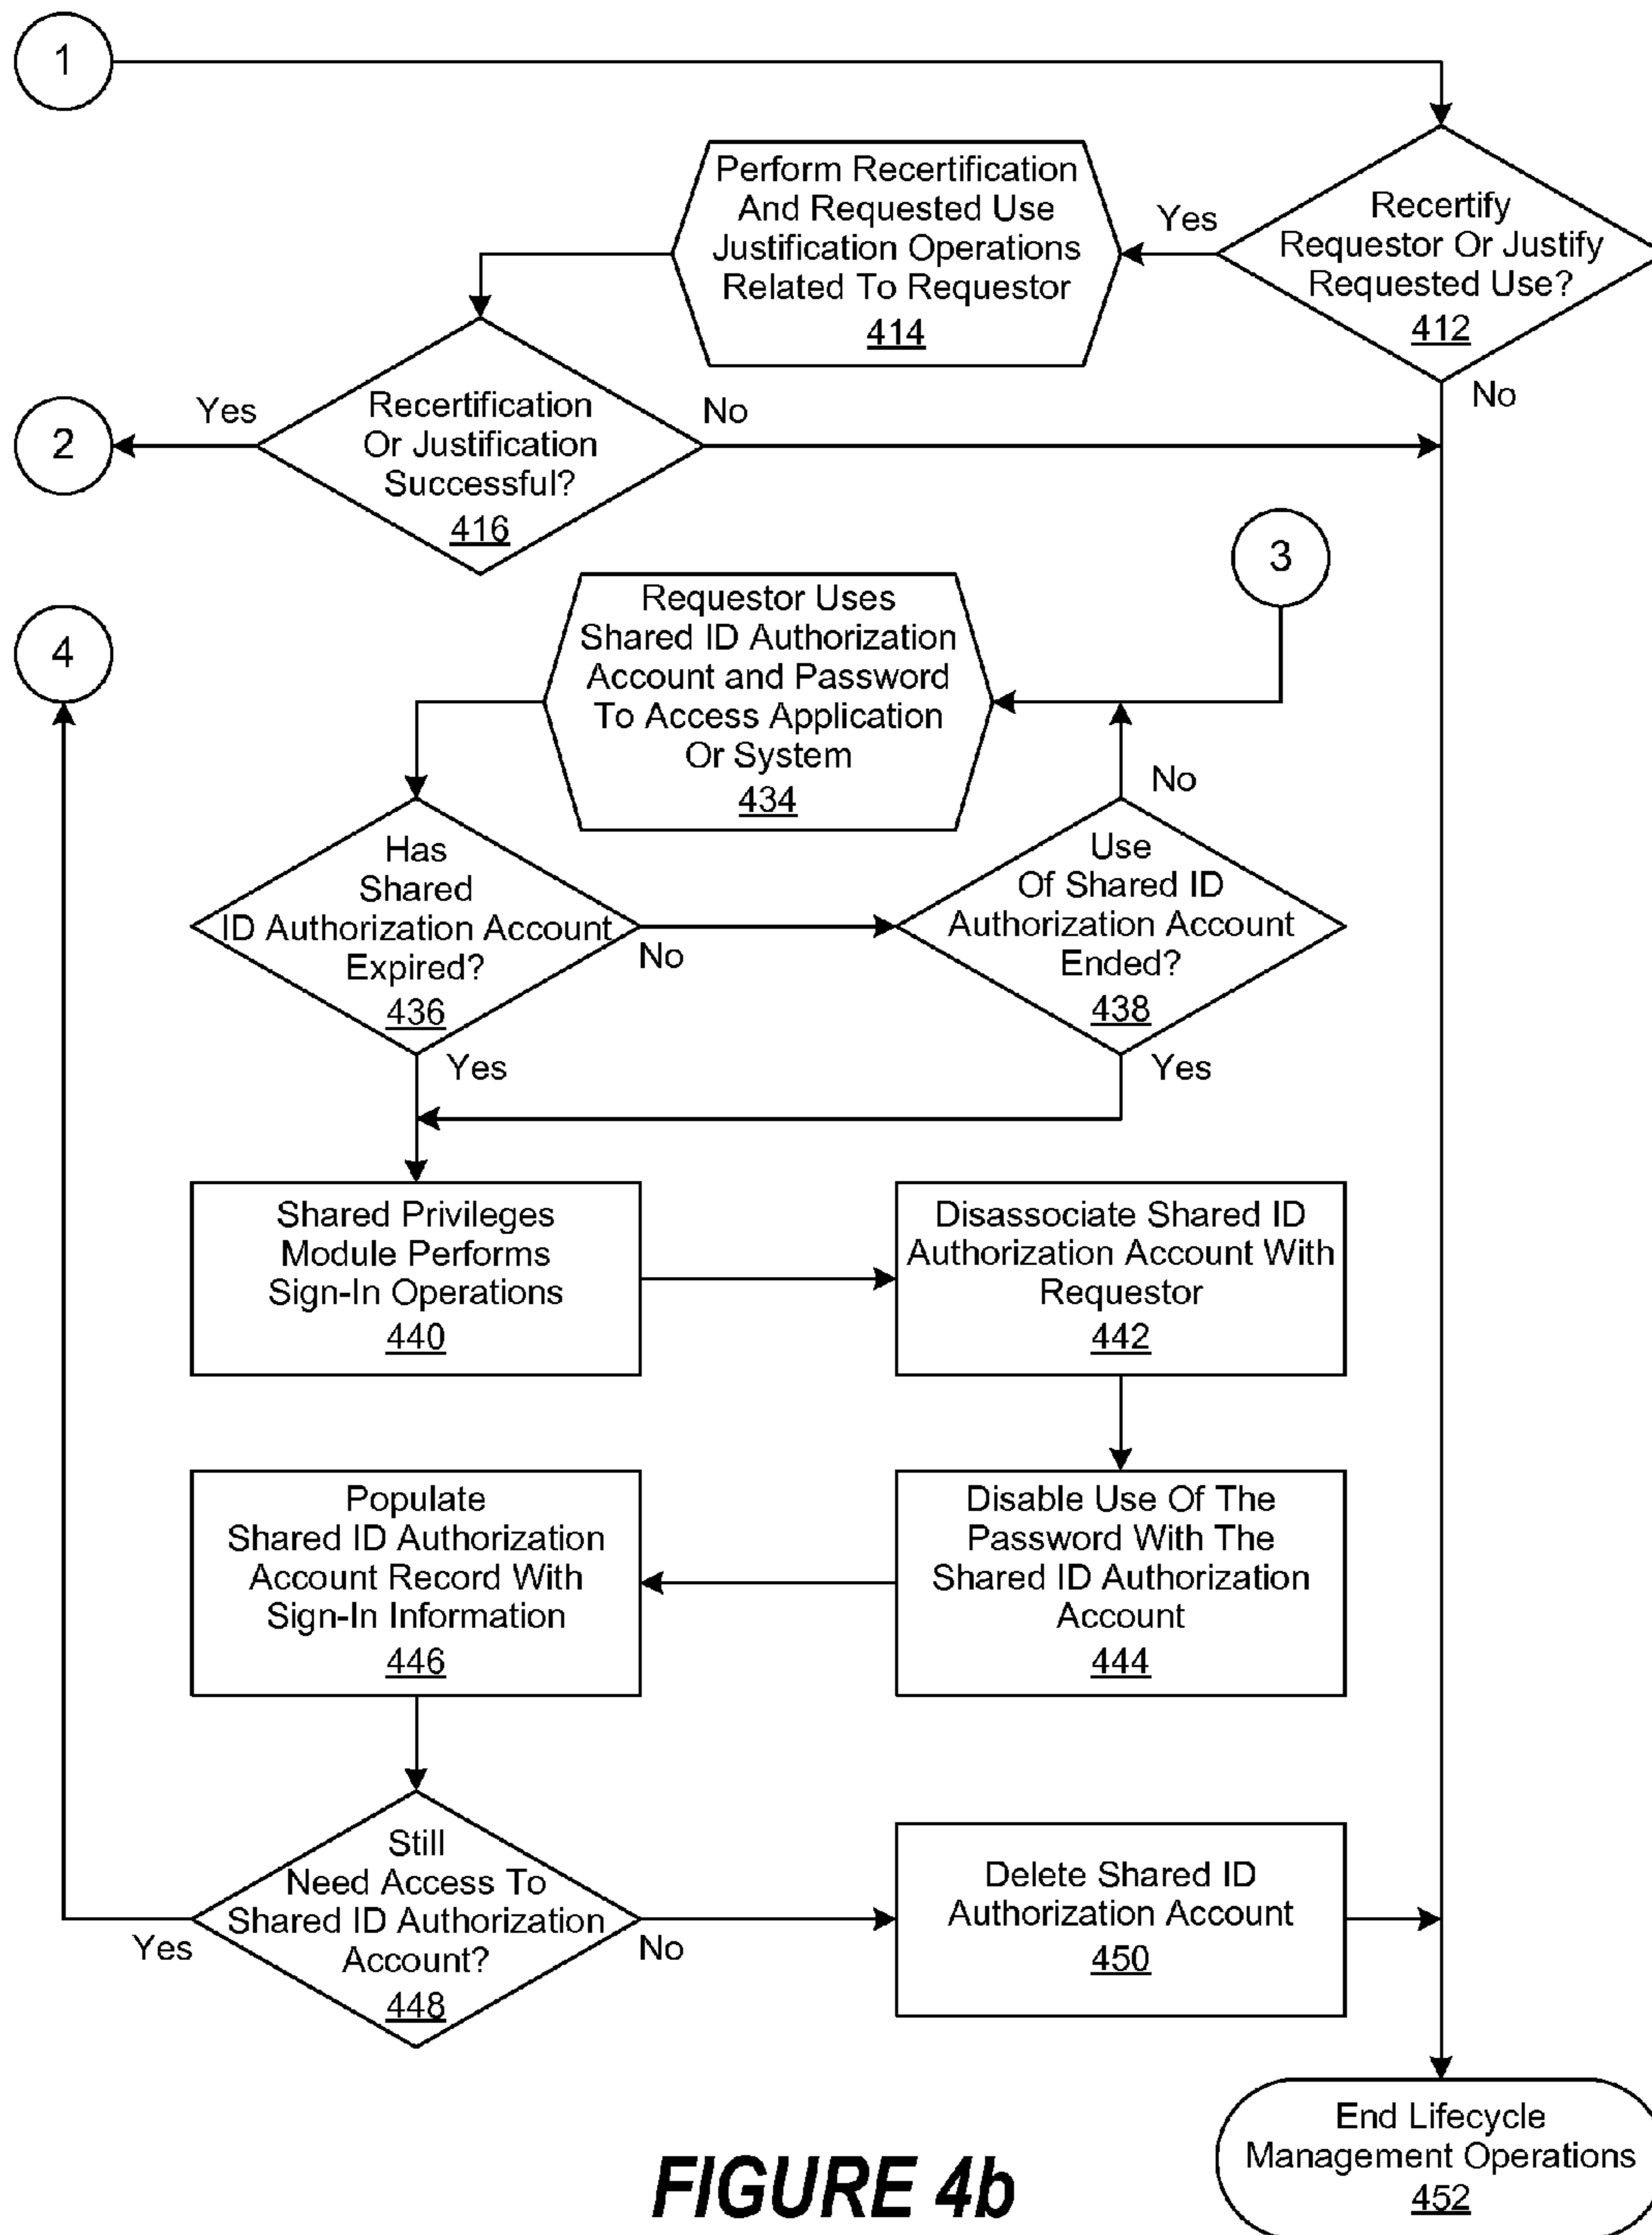 1
Perform Recertification
And Requested Use
Justification Operations
Related To Requestor
414
Yes
Recertify
Requestor Or Justify
Requested Use?
412
No
2
Yes
Recertification
Or Justification
Successful?
416
No
3
4
Requestor Uses
Shared ID Authorization
Account and Password
To Access Application
Or System
434
No
Has
Shared
ID Authorization Account
Expired?
436
No
Yes
Use
Of Shared ID
Authorization Account
Ended?
438
Yes
Shared Privileges
Module Performs
Sign-In Operations
440
Disassociate Shared ID
Authorization Account With
Requestor
442
Populate
Shared ID Authorization
Account Record With
Sign-In Information
446
Disable Use Of The
Password With The
Shared ID Authorization
Account
444
Still
Need Access To
Shared ID Authorization
Account?
448
Yes
No
Delete Shared ID
Authorization Account
450
End Lifecycle
Management Operations
452
FIGURE 4b